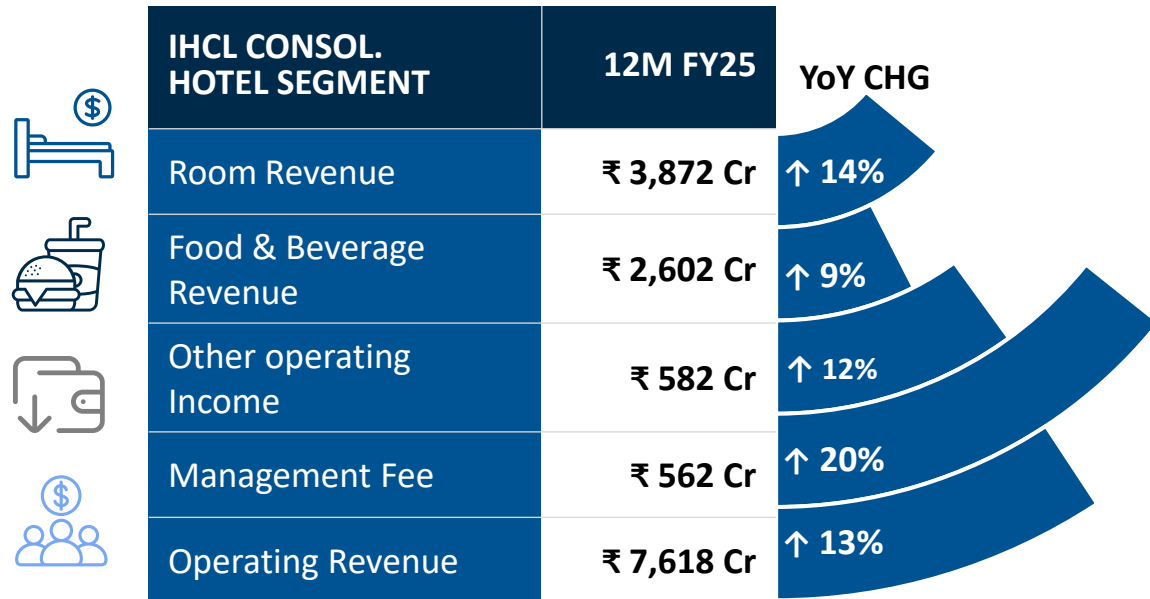 IHCL CONSOL.
HOTEL SEGMENT
12M FY25
YoY CHG
$
Room Revenue
₹ 3,872 Cr
↑ 14%
Food & Beverage
Revenue
₹ 2,602 Cr
↑ 9%
Other operating
Income
₹ 582 Cr
↑ 12%
$
Management Fee
₹ 562 Cr
↑ 20%
Operating Revenue
₹ 7,618 Cr
↑ 13%